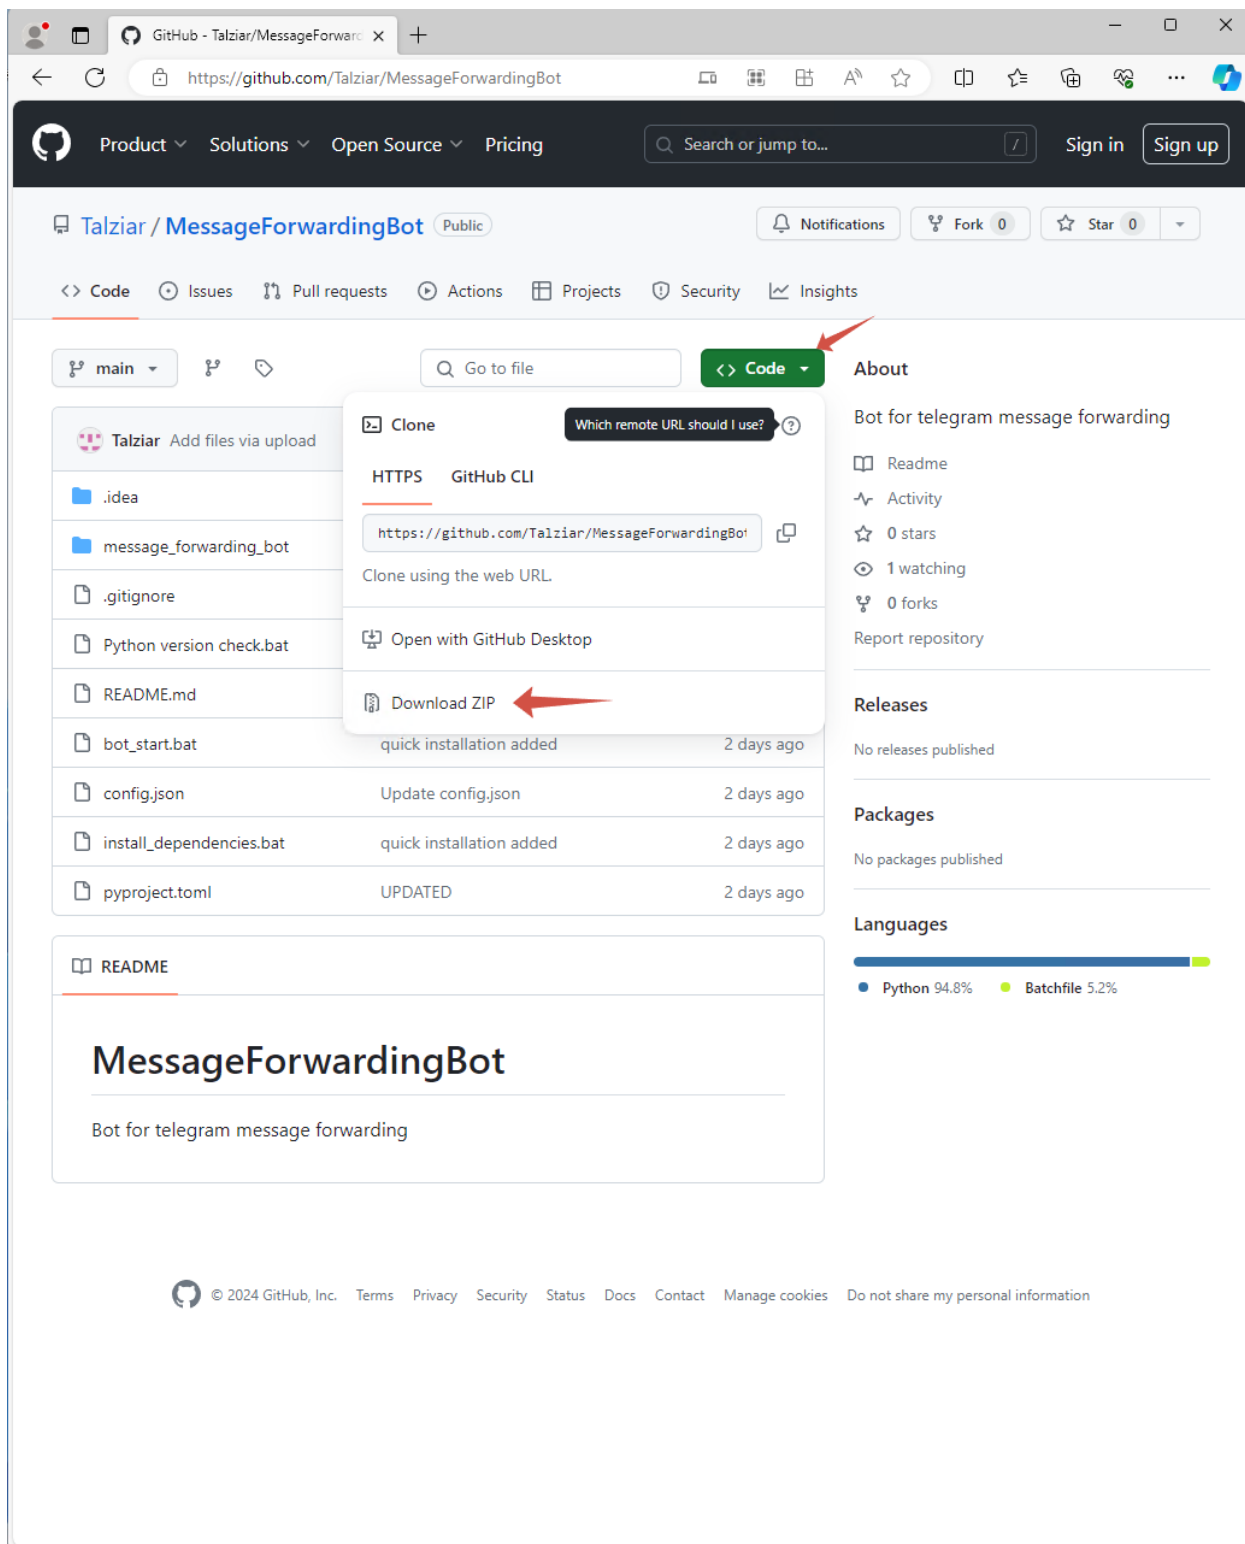 GitHub - Talziar/MessageForwarc
https://github.com/Talziar/MessageForwardingBot
Product Solutions Open Source Pricing
Search or jump to...
/
Sign in
Sign up
Talziar / MessageForwardingBot Public
Notifications
Fork 0
Star 0
Code Issues Pull requests Actions Projects Security Insights
main
Go to file
Code
Talziar Add files via upload
.idea
message_forwarding_bot
.gitignore
Python version check.bat
README.md
bot_start.bat quick installation added 2 days ago
config.json Update config.json 2 days ago
install_dependencies.bat quick installation added 2 days ago
pyproject.toml UPDATED 2 days ago
Clone
Which remote URL should I use?
HTTPS GitHub CLI
https://github.com/Talziar/MessageForwardingBot
Clone using the web URL.
Open with GitHub Desktop
Download ZIP
About
Bot for telegram message forwarding
Readme
Activity
0 stars
1 watching
0 forks
Report repository
Releases
No releases published
Packages
No packages published
Languages
Python 94.8% Batchfile 5.2%
README
MessageForwardingBot
Bot for telegram message forwarding
© 2024 GitHub, Inc. Terms Privacy Security Status Docs Contact Manage cookies Do not share my personal information